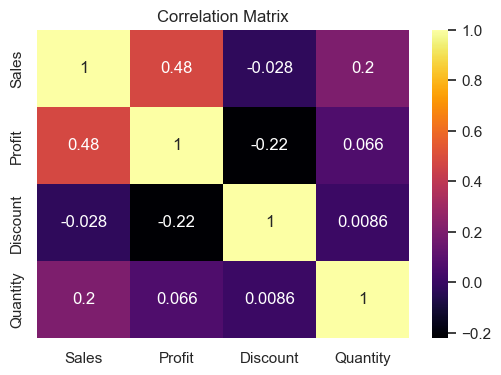 Correlation Matrix
Sales
1
0.48
-0.028
0.2
Profit
0.48
1
-0.22
0.066
Discount
-0.028
-0.22
1
0.0086
Quantity
0.2
0.066
0.0086
1
Sales
Profit
Discount
Quantity
1.0
0.8
0.6
0.4
0.2
0.0
−0.2